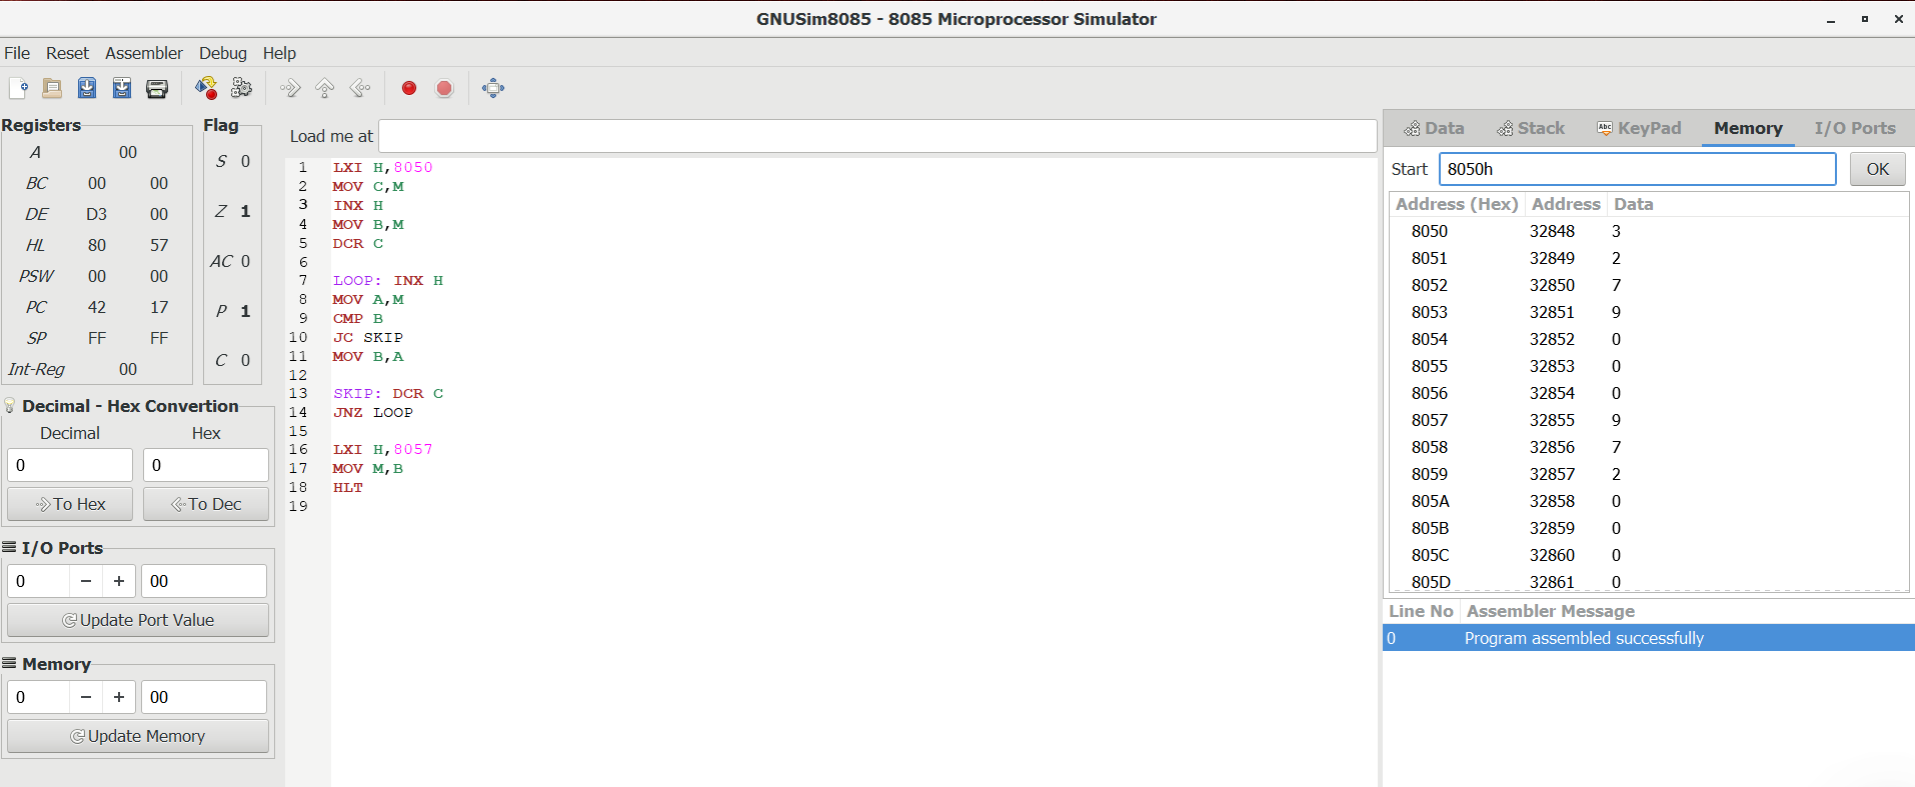 GNUSim8085 - 8085 Microprocessor Simulator
File Reset Assembler Debug Help
Registers
A 00
BC 00 00
DE D3 00
HL 80 57
PSW 00 00
PC 42 17
SP FF FF
Int-Reg 00
Flag
S 0
Z 1
AC 0
P 1
C 0
Decimal - Hex Convertion
Decimal Hex
0 0
To Hex To Dec
I/O Ports
0 − + 00
Update Port Value
Memory
0 − + 00
Update Memory
Load me at
1 LXI H,8050
2 MOV C,M
3 INX H
4 MOV B,M
5 DCR C
6
7 LOOP: INX H
8 MOV A,M
9 CMP B
10 JC SKIP
11 MOV B,A
12
13 SKIP: DCR C
14 JNZ LOOP
15
16 LXI H,8057
17 MOV M,B
18 HLT
19
Data Stack Abc KeyPad Memory I/O Ports
Start 8050h OK
Address (Hex) Address Data
8050 32848 3
8051 32849 2
8052 32850 7
8053 32851 9
8054 32852 0
8055 32853 0
8056 32854 0
8057 32855 9
8058 32856 7
8059 32857 2
805A 32858 0
805B 32859 0
805C 32860 0
805D 32861 0
Line No Assembler Message
0 Program assembled successfully